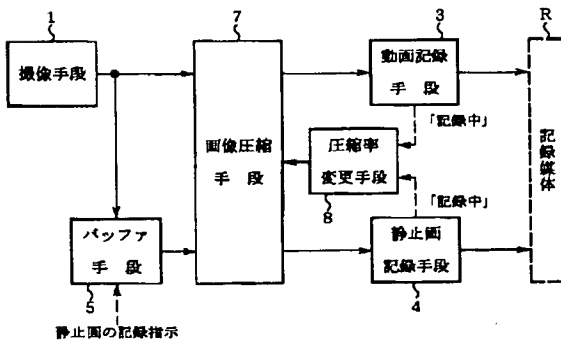 1
撮像手段
7
画像圧縮
手段
3
動画記録
手 段
R
記録媒体
「記録中」
圧縮率
変更手段
8
「記録中」
バッファ
手 段
5
静止画
記録手段
4
静止画の記録指示